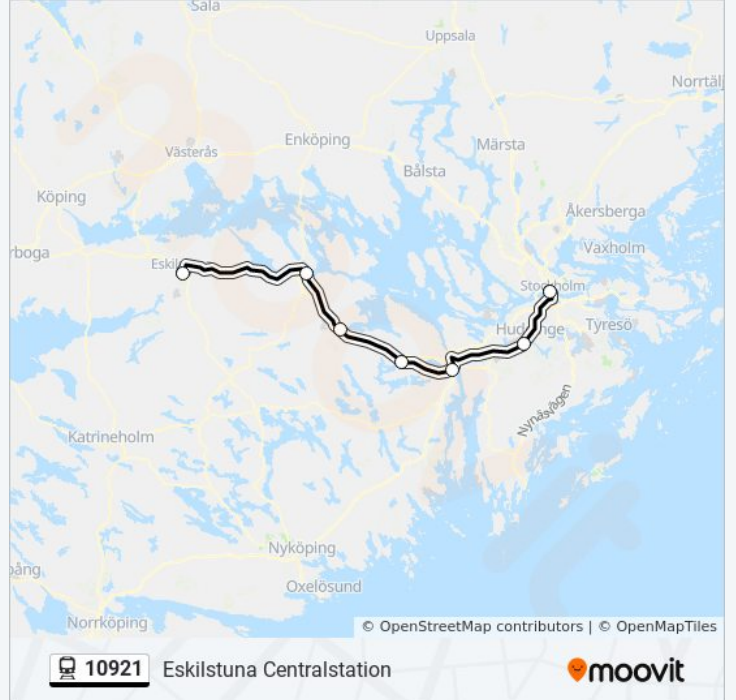 Sala
Uppsala
Norrtälj
Enköping
Märsta
Västerås
Bålsta
Köping
Åkersberga
Vaxholm
rboga
Eskil
Stockholm
Huddinge
Tyresö
Nynäsvägen
Katrineholm
Nyköping
pång
Oxelösund
Norrköping
© OpenStreetMap contributors | © OpenMapTiles
10921 Eskilstuna Centralstation
moovit